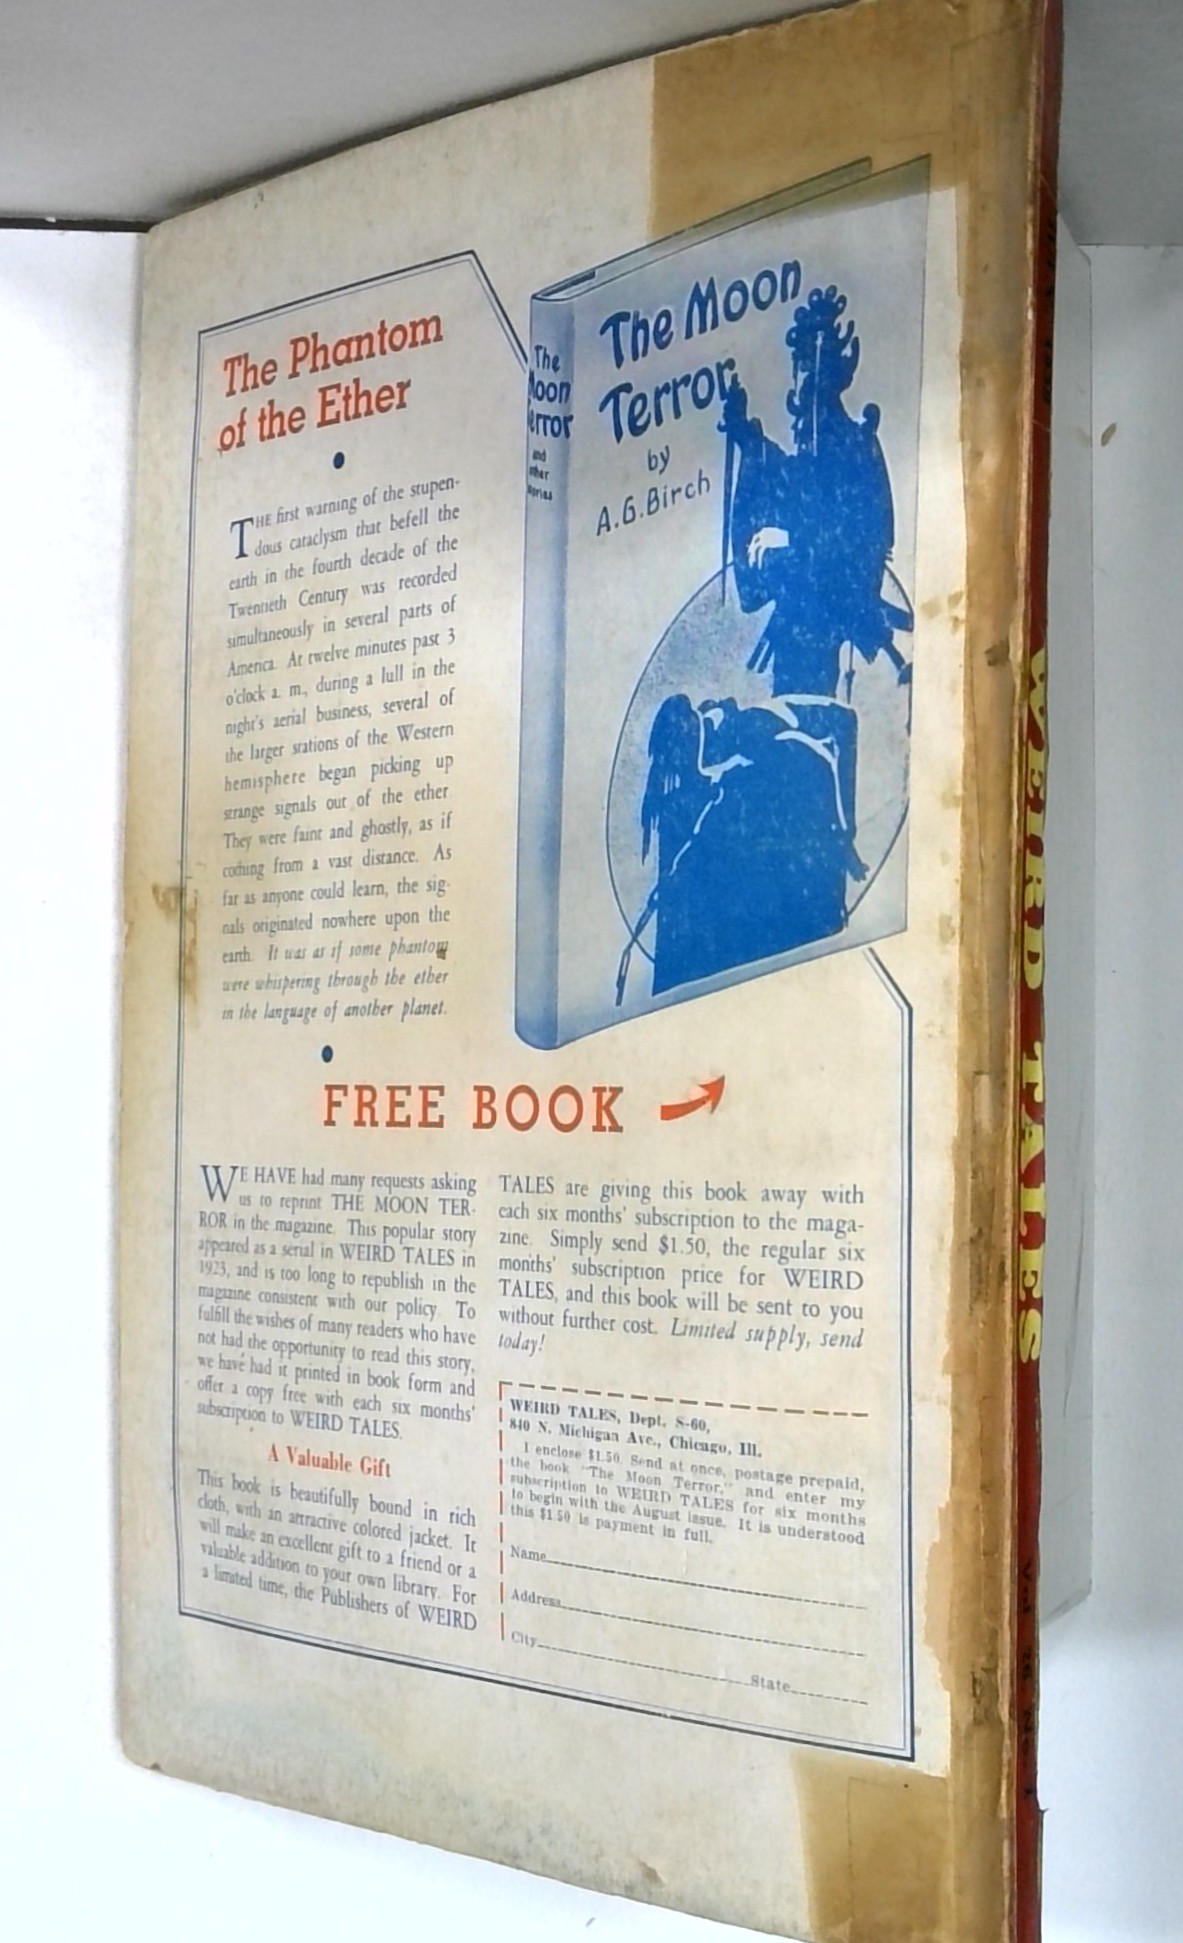 The Phantom
of the Ether
THE first warning of the stupen-
dous cataclysm that befell the
earth in the fourth decade of the
Twentieth Century was recorded
simultaneously in several parts of
America. At twelve minutes past 3
o'clock a. m., during a lull in the
night's aerial business, several of
the larger stations of the Western
hemisphere began picking up
strange signals out of the ether
They were faint and ghostly, as if
coming from a vast distance. As
far as anyone could learn, the sig-
nals originated nowhere upon the
earth. It was as if some phantom
were whispering through the ether
in the language of another planet.
The Moon
Terror
by
A.G.Birch
The
Moon
Terror
and
other
stories
FREE BOOK
WE HAVE had many requests asking
us to reprint THE MOON TER-
ROR in the magazine. This popular story
appeared as a serial in WEIRD TALES in
1923, and is too long to republish in the
magazine consistent with our policy. To
fulfill the wishes of many readers who have
not had the opportunity to read this story,
we have had it printed in book form and
offer a copy free with each six months'
subscription to WEIRD TALES.
A Valuable Gift
This book is beautifully bound in rich
cloth, with an attractive colored jacket. It
will make an excellent gift to a friend or a
valuable addition to your own library. For
a limited time, the Publishers of WEIRD
TALES are giving this book away with
each six months' subscription to the maga-
zine. Simply send $1.50, the regular six
months' subscription price for WEIRD
TALES, and this book will be sent to you
without further cost. Limited supply, send
today!
WEIRD TALES, Dept. S-60,
840 N. Michigan Ave., Chicago, Ill.
I enclose $1.50. Send at once, postage prepaid,
the book "The Moon Terror," and enter my
subscription to WEIRD TALES for six months
to begin with the August issue. It is understood
this $1.50 is payment in full.
Name
Address
City State
WEIRD TALES
Vol. 26 No. 1